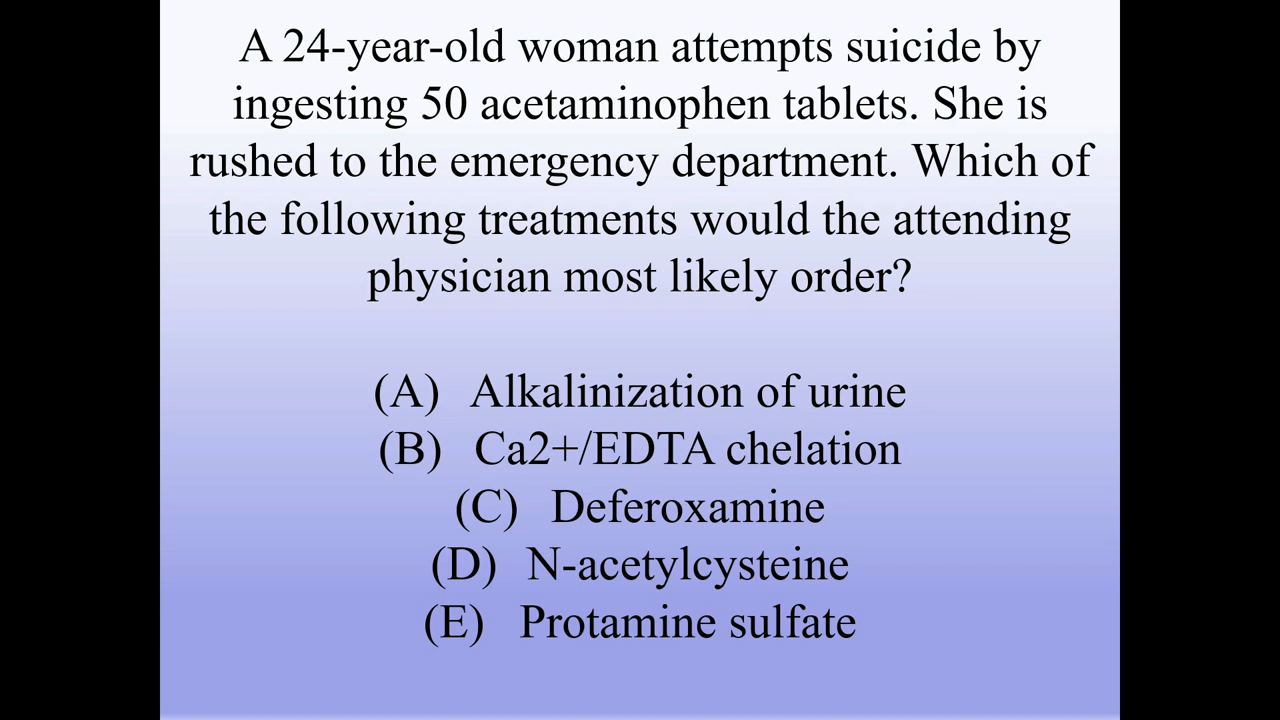 A 24-year-old woman attempts suicide by
ingesting 50 acetaminophen tablets. She is
rushed to the emergency department. Which of
the following treatments would the attending
physician most likely order?
(A) Alkalinization of urine
(B) Ca2+/EDTA chelation
(C) Deferoxamine
(D) N-acetylcysteine
(E) Protamine sulfate